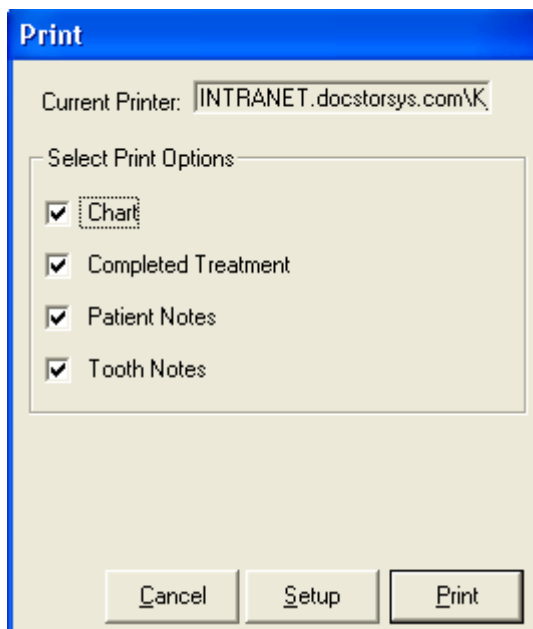 Print
Current Printer: INTRANET.docstorsys.com\K
Select Print Options
Chart
Completed Treatment
Patient Notes
Tooth Notes
Cancel Setup Print